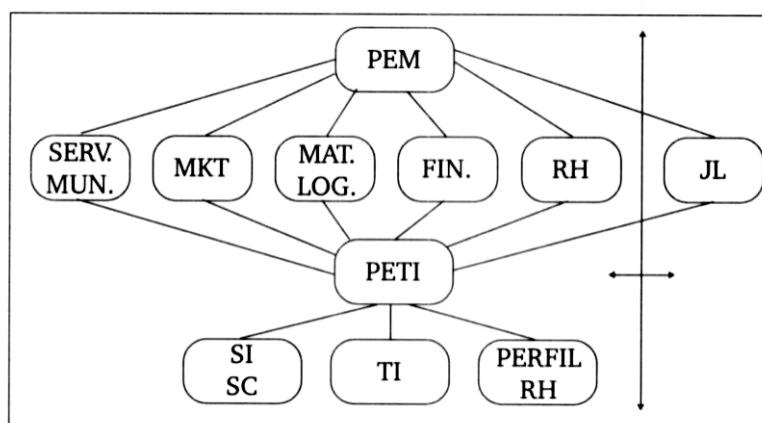 PEM
SERV.
MUN.
MKT
MAT.
LOG.
FIN.
RH
JL
PETI
SI
SC
TI
PERFIL
RH